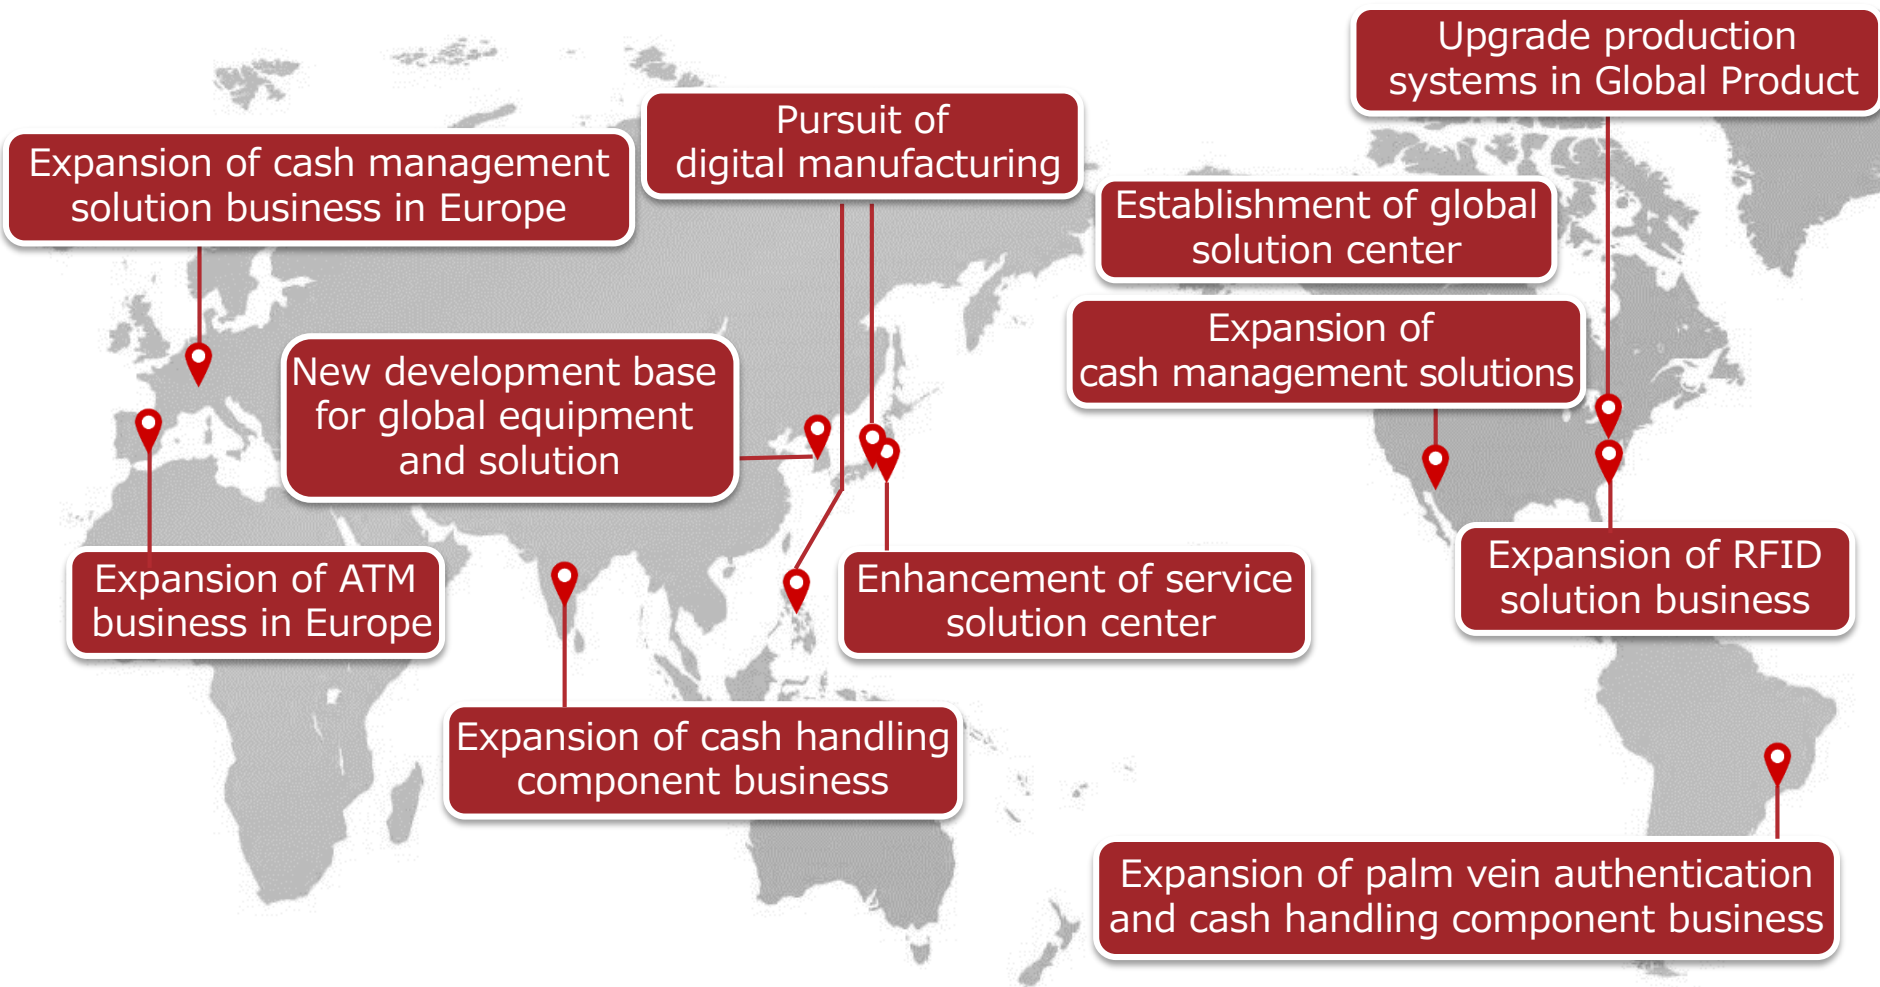 Upgrade production
systems in Global Product
Pursuit of
digital manufacturing
Expansion of cash management
solution business in Europe
Establishment of global
solution center
Expansion of
cash management solutions
New development base
for global equipment
and solution
Expansion of ATM
business in Europe
Enhancement of service
solution center
Expansion of RFID
solution business
Expansion of cash handling
component business
Expansion of palm vein authentication
and cash handling component business